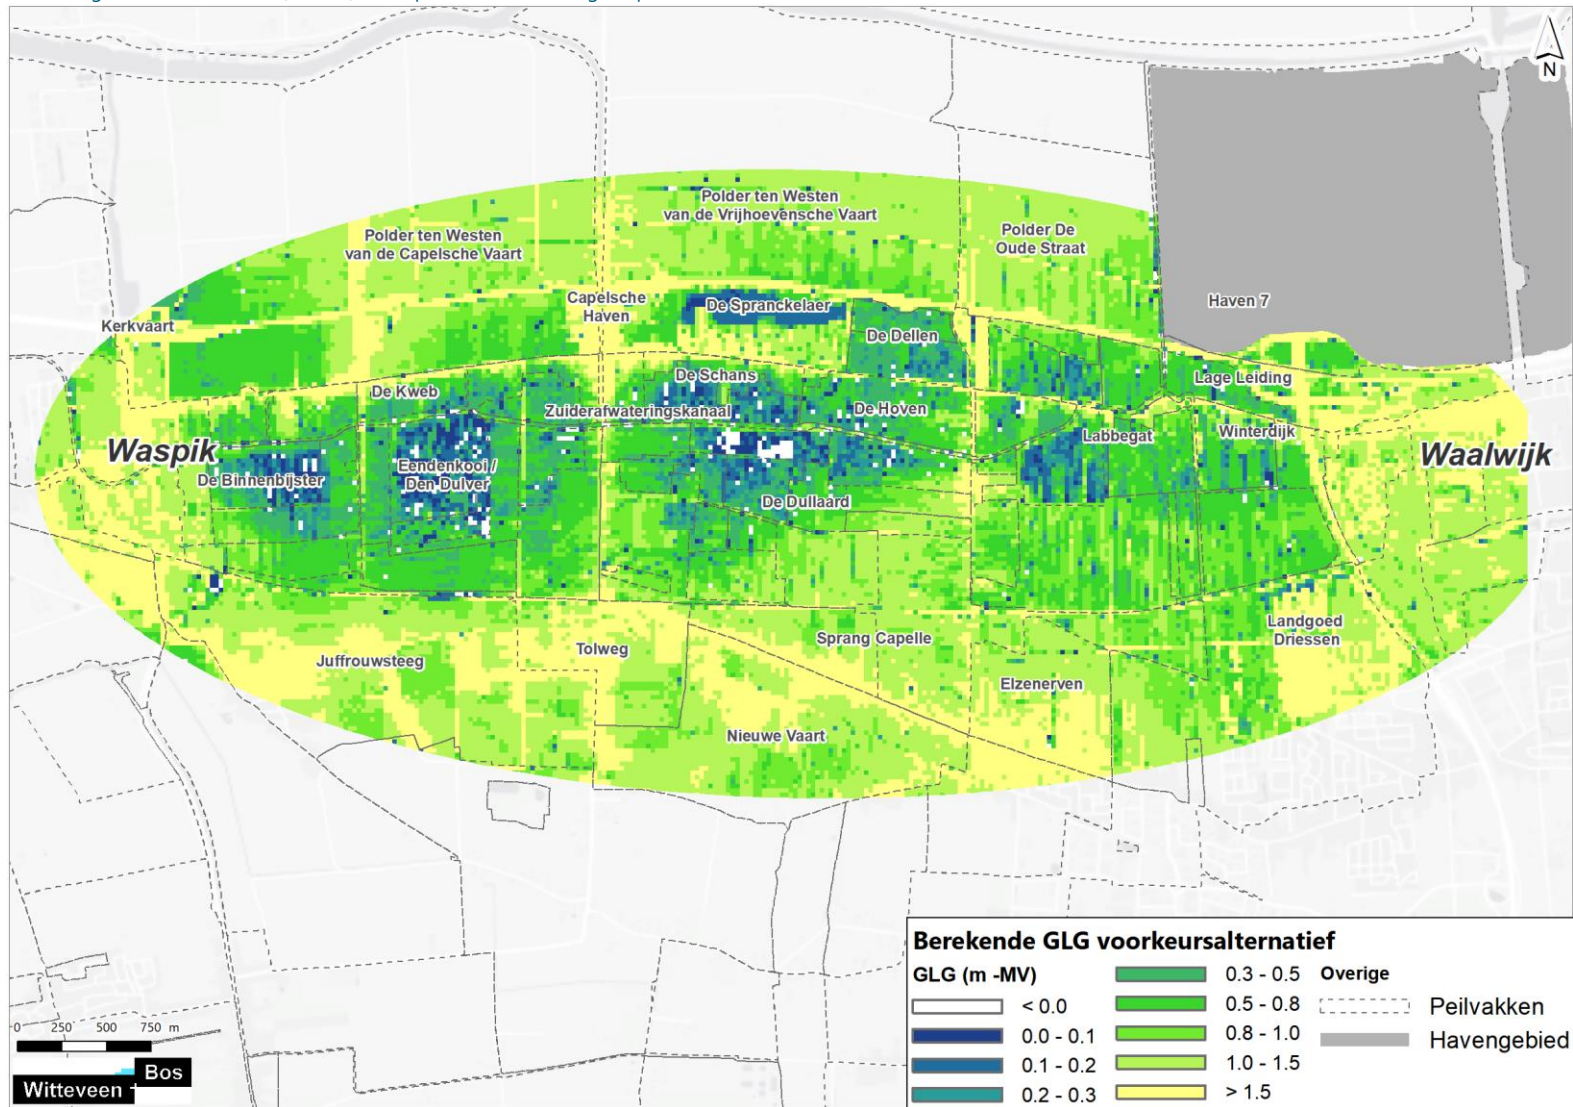 N
Polder ten Westen
van de Vrijhoevensche Vaart
Polder ten Westen
van de Capelsche Vaart
Polder De
Oude Straat
Capelsche
Haven
De Spranckelaer
Haven 7
Kerkvaart
De Dellen
De Schans
Lage Leiding
De Kweb
Zuiderafwateringskanaal
De Hoven
Labbegat
Winterdijk
Waspik
Waalwijk
De Binnenbijster
Eendenkooi /
Den Dulver
De Dullaard
Landgoed
Driessen
Sprang Capelle
Tolweg
Juffrouwsteeg
Elzenerven
Nieuwe Vaart
Berekende GLG voorkeursalternatief
GLG (m -MV)
< 0.0
0.0 - 0.1
0.1 - 0.2
0.2 - 0.3
0.3 - 0.5
0.5 - 0.8
0.8 - 1.0
1.0 - 1.5
> 1.5
Overige
Peilvakken
Havengebied
0 250 500 750 m
Witteveen + Bos